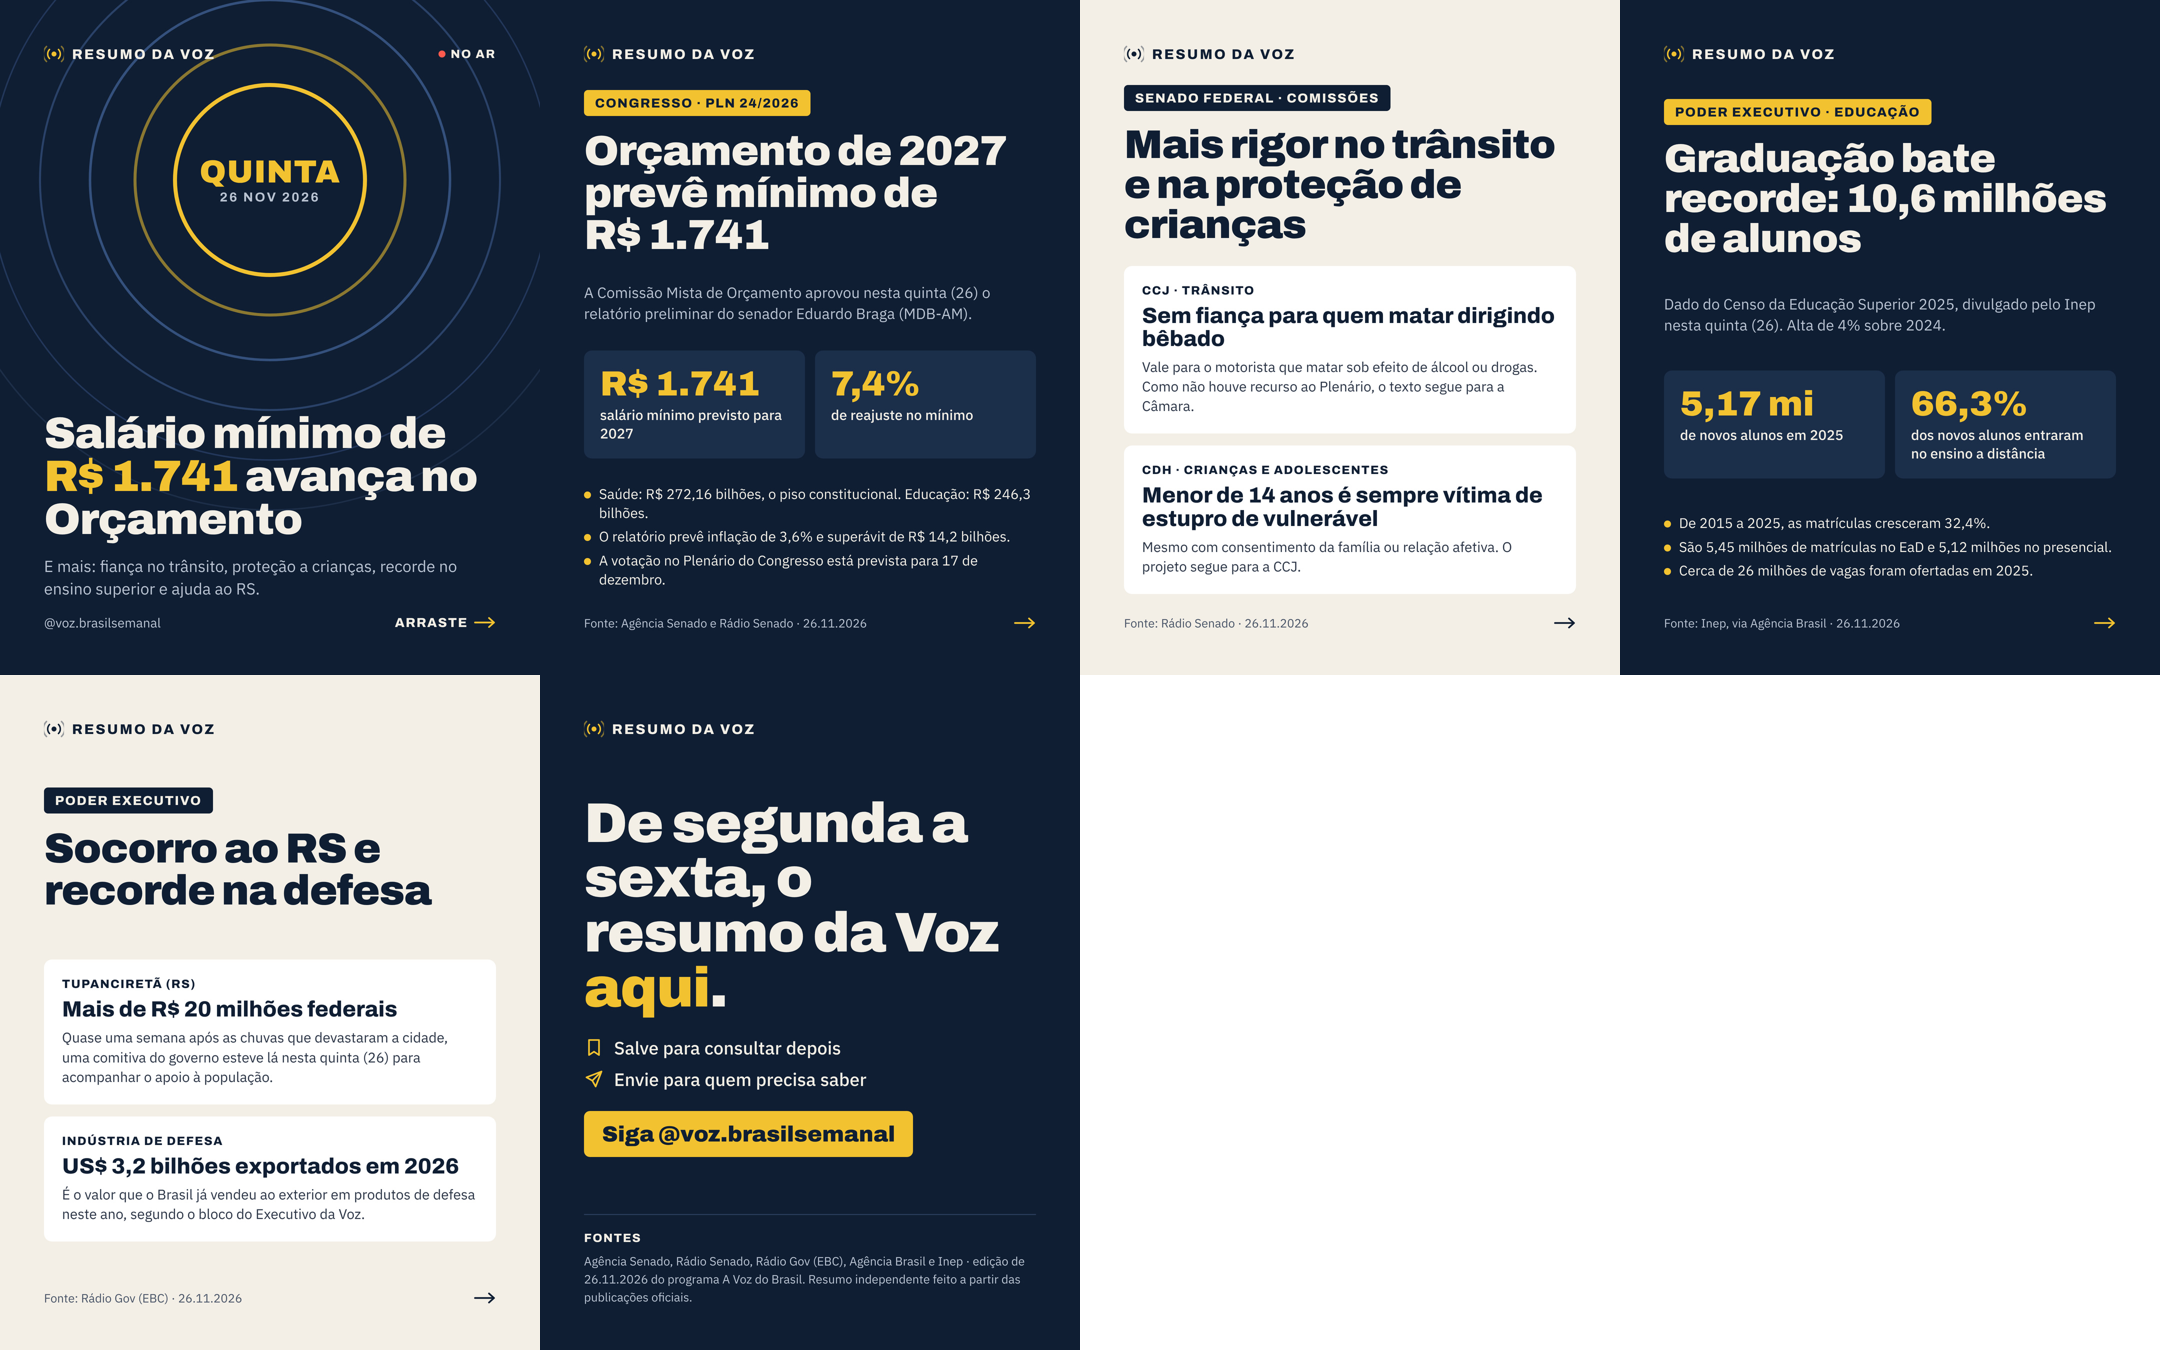 RESUMO DA VOZ
NO AR
QUINTA
26 NOV 2026
Salário mínimo de
R$ 1.741 avança no
Orçamento
E mais: fiança no trânsito, proteção a crianças, recorde no
ensino superior e ajuda ao RS.
@voz.brasilsemanal
ARRASTE
RESUMO DA VOZ
CONGRESSO · PLN 24/2026
Orçamento de 2027
prevê mínimo de
R$ 1.741
A Comissão Mista de Orçamento aprovou nesta quinta (26) o
relatório preliminar do senador Eduardo Braga (MDB-AM).
R$ 1.741
salário mínimo previsto para
2027
7,4%
de reajuste no mínimo
Saúde: R$ 272,16 bilhões, o piso constitucional. Educação: R$ 246,3
bilhões.
O relatório prevê inflação de 3,6% e superávit de R$ 14,2 bilhões.
A votação no Plenário do Congresso está prevista para 17 de
dezembro.
Fonte: Agência Senado e Rádio Senado · 26.11.2026
RESUMO DA VOZ
SENADO FEDERAL · COMISSÕES
Mais rigor no trânsito
e na proteção de
crianças
CCJ · TRÂNSITO
Sem fiança para quem matar dirigindo
bêbado
Vale para o motorista que matar sob efeito de álcool ou drogas.
Como não houve recurso ao Plenário, o texto segue para a
Câmara.
CDH · CRIANÇAS E ADOLESCENTES
Menor de 14 anos é sempre vítima de
estupro de vulnerável
Mesmo com consentimento da família ou relação afetiva. O
projeto segue para a CCJ.
Fonte: Rádio Senado · 26.11.2026
RESUMO DA VOZ
PODER EXECUTIVO · EDUCAÇÃO
Graduação bate
recorde: 10,6 milhões
de alunos
Dado do Censo da Educação Superior 2025, divulgado pelo Inep
nesta quinta (26). Alta de 4% sobre 2024.
5,17 mi
de novos alunos em 2025
66,3%
dos novos alunos entraram
no ensino a distância
De 2015 a 2025, as matrículas cresceram 32,4%.
São 5,45 milhões de matrículas no EaD e 5,12 milhões no presencial.
Cerca de 26 milhões de vagas foram ofertadas em 2025.
Fonte: Inep, via Agência Brasil · 26.11.2026
RESUMO DA VOZ
PODER EXECUTIVO
Socorro ao RS e
recorde na defesa
TUPANCIRETÃ (RS)
Mais de R$ 20 milhões federais
Quase uma semana após as chuvas que devastaram a cidade,
uma comitiva do governo esteve lá nesta quinta (26) para
acompanhar o apoio à população.
INDÚSTRIA DE DEFESA
US$ 3,2 bilhões exportados em 2026
É o valor que o Brasil já vendeu ao exterior em produtos de defesa
neste ano, segundo o bloco do Executivo da Voz.
Fonte: Rádio Gov (EBC) · 26.11.2026
RESUMO DA VOZ
De segunda a
sexta, o
resumo da Voz
aqui.
Salve para consultar depois
Envie para quem precisa saber
Siga @voz.brasilsemanal
FONTES
Agência Senado, Rádio Senado, Rádio Gov (EBC), Agência Brasil e Inep · edição de
26.11.2026 do programa A Voz do Brasil. Resumo independente feito a partir das
publicações oficiais.